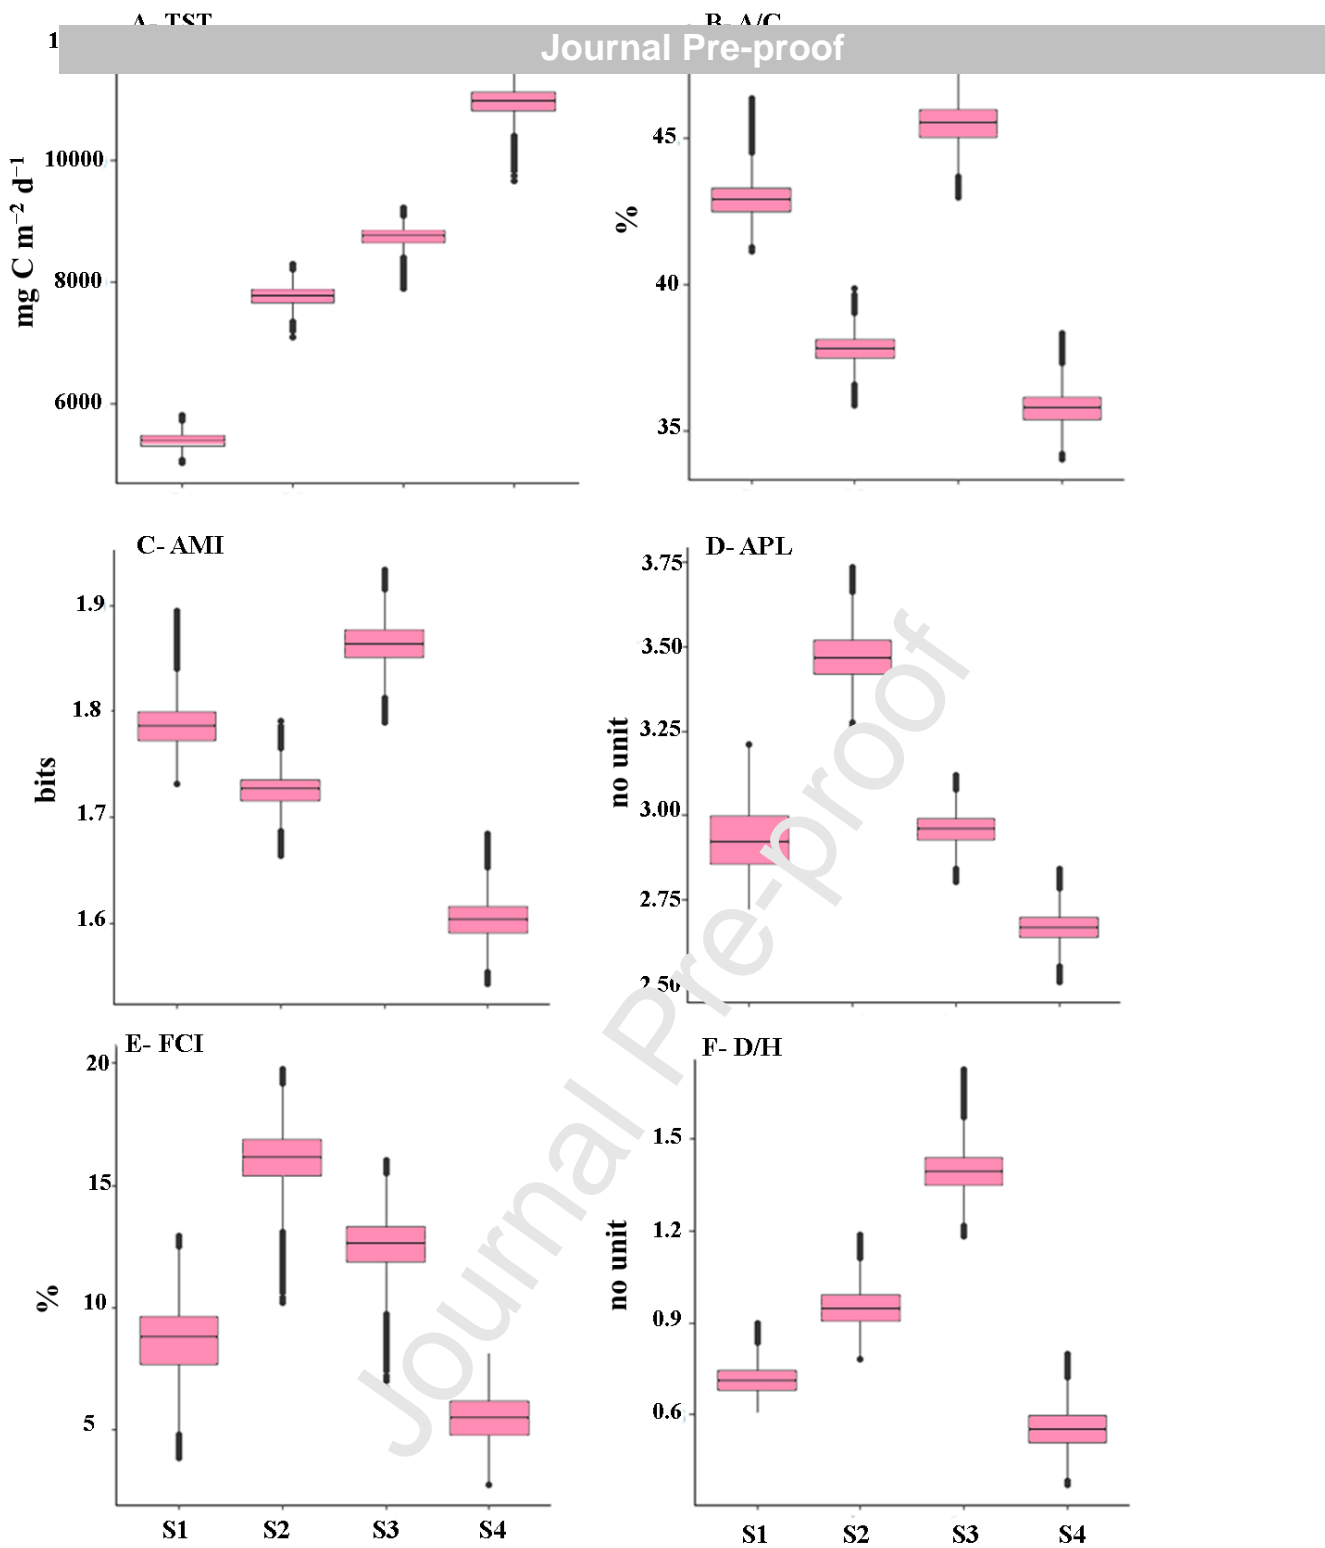 A- TST
B- A/C
Journal Pre-proof
mg C m⁻² d⁻¹
10000
8000
6000
%
45
40
35
C- AMI
bits
1.9
1.8
1.7
1.6
D- APL
no unit
3.75
3.50
3.25
3.00
2.75
2.50
E- FCI
%
20
15
10
5
S1 S2 S3 S4
F- D/H
no unit
1.5
1.2
0.9
0.6
S1 S2 S3 S4
Journal Pre-proof